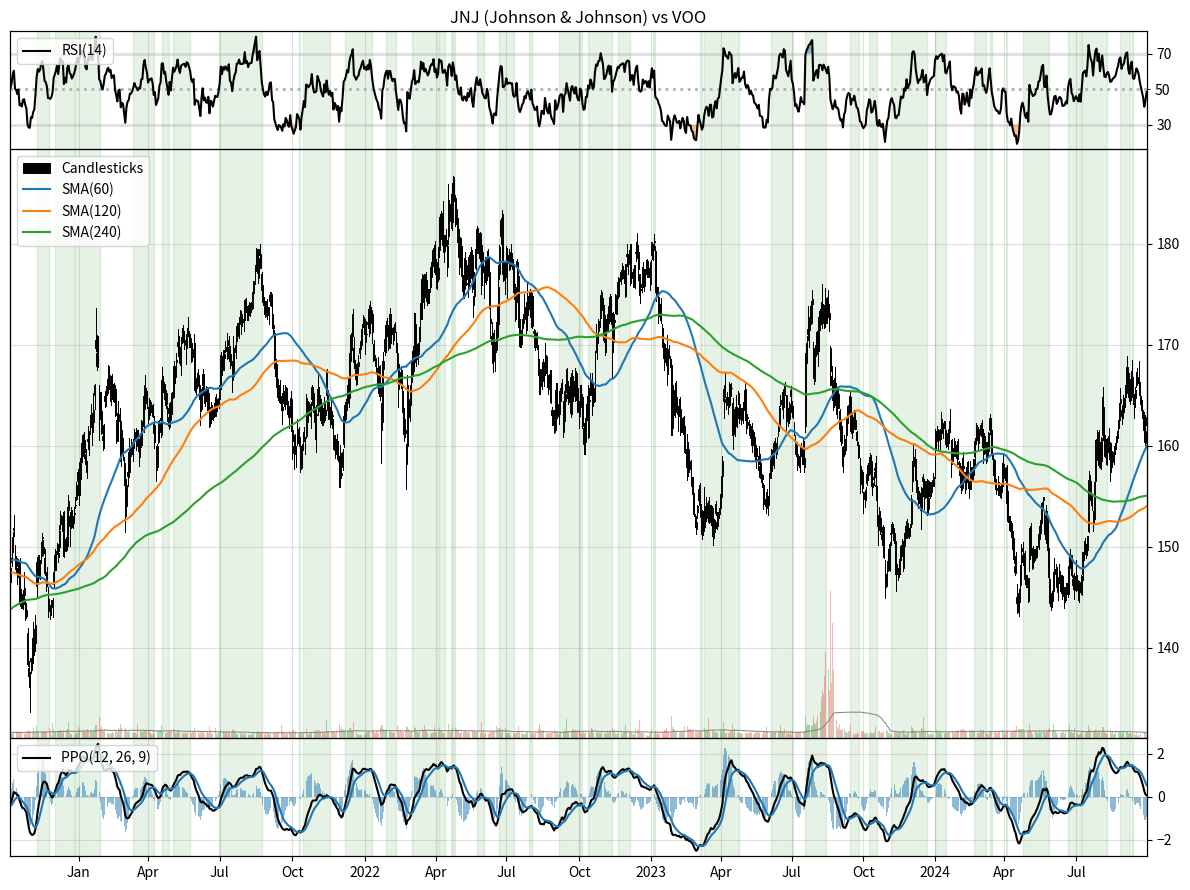 JNJ (Johnson & Johnson) vs VOO
RSI(14)
70
50
30
Candlesticks
SMA(60)
SMA(120)
SMA(240)
180
170
160
150
140
PPO(12, 26, 9)
2
0
−2
Jan Apr Jul Oct 2022 Apr Jul Oct 2023 Apr Jul Oct 2024 Apr Jul